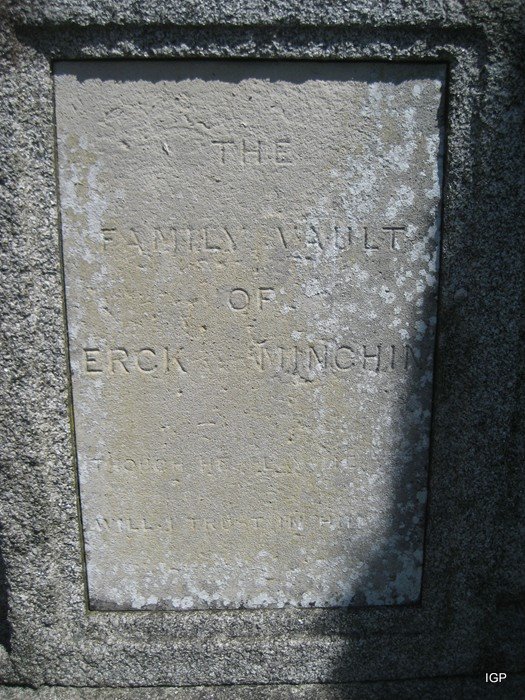 THE
FAMILY VAULT
OF
ERCK MINCHIN
THOUGH HE
WILL I TRUST IN HIM
IGP